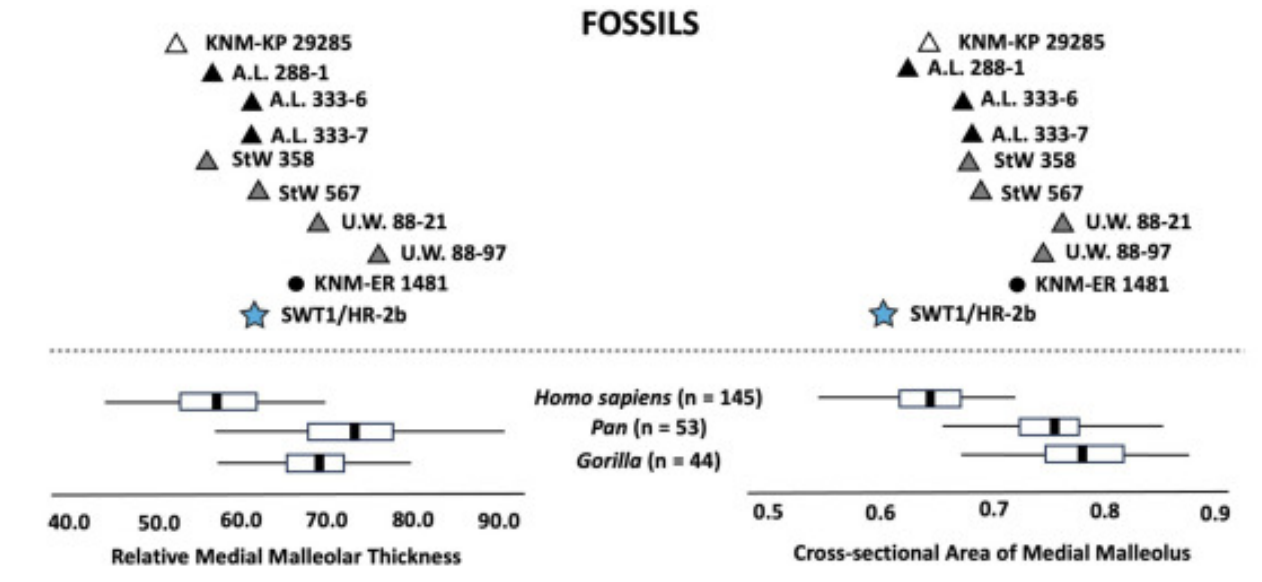 FOSSILS
KNM-KP 29285
A.L. 288-1
A.L. 333-6
A.L. 333-7
StW 358
StW 567
U.W. 88-21
U.W. 88-97
KNM-ER 1481
SWT1/HR-2b
KNM-KP 29285
A.L. 288-1
A.L. 333-6
A.L. 333-7
StW 358
StW 567
U.W. 88-21
U.W. 88-97
KNM-ER 1481
SWT1/HR-2b
Homo sapiens (n = 145)
Pan (n = 53)
Gorilla (n = 44)
40.0 50.0 60.0 70.0 80.0 90.0
Relative Medial Malleolar Thickness
0.5 0.6 0.7 0.8 0.9
Cross-sectional Area of Medial Malleolus